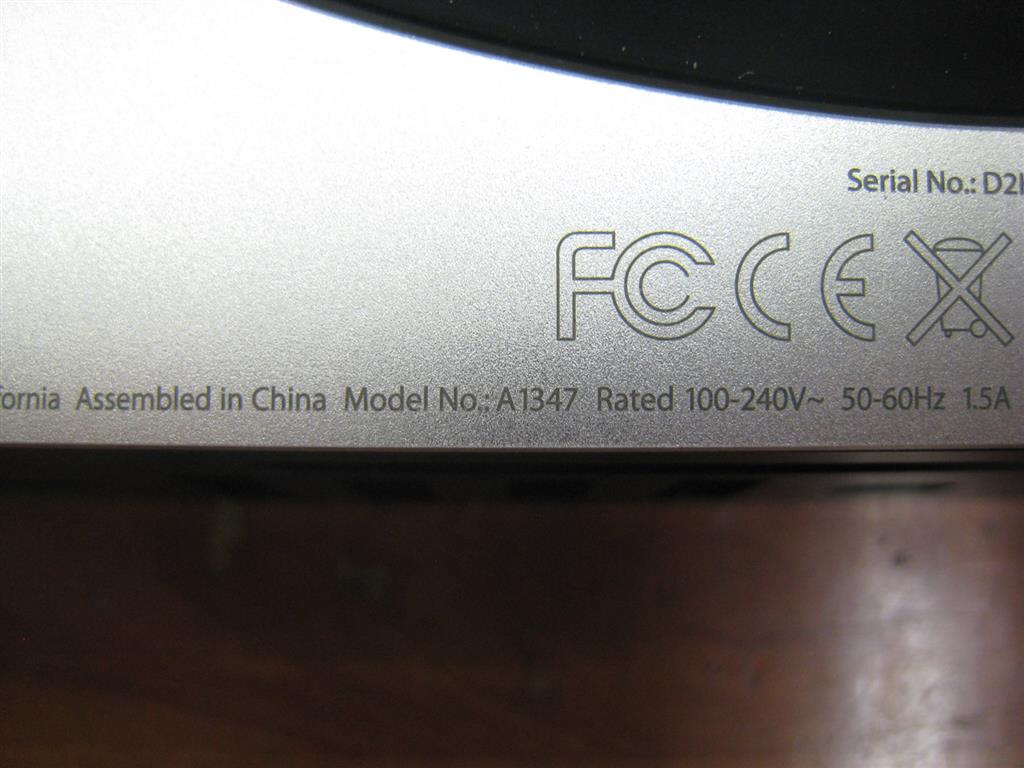 Serial No.: D2
FC CE
fornia Assembled in China Model No.: A1347 Rated 100-240V~ 50-60Hz 1.5A